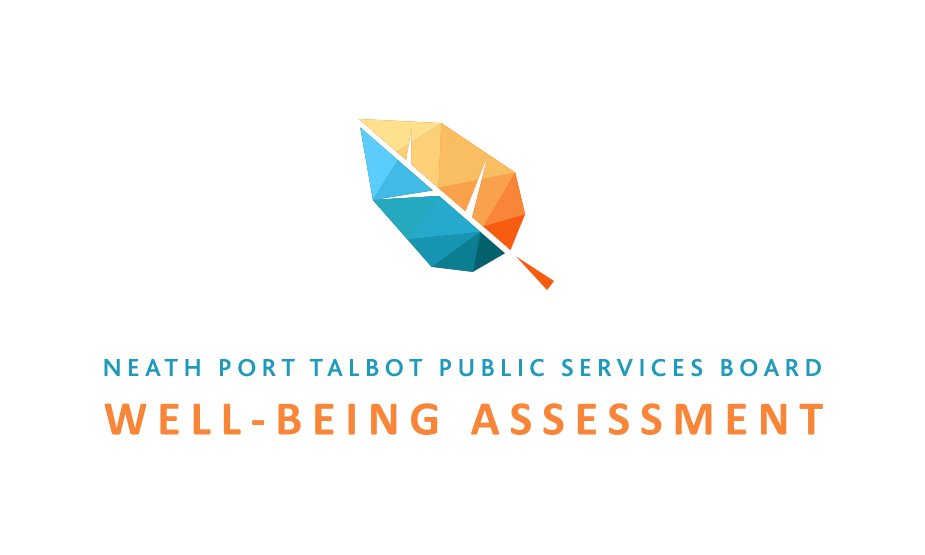 NEATH PORT TALBOT PUBLIC SERVICES BOARD
WELL-BEING ASSESSMENT